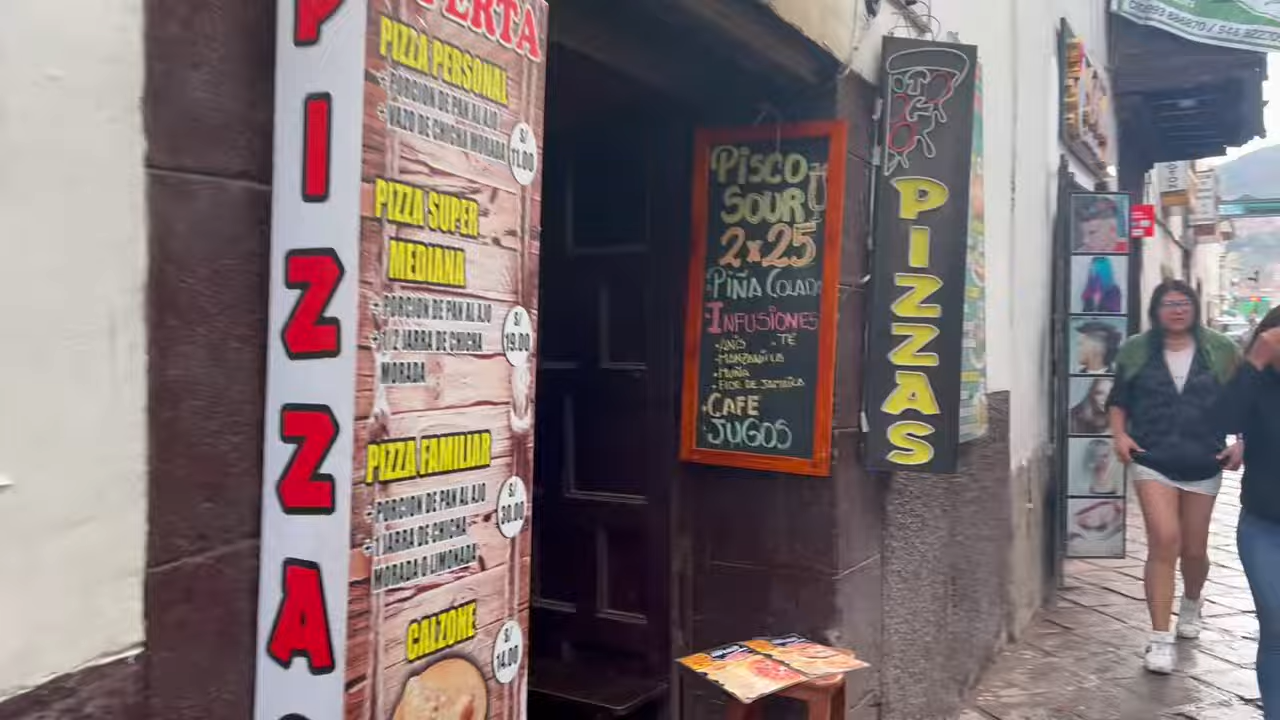 PIZZA
FERTA
PIZZA PERSONAL
- PORCION DE PAN AL AJO
- VAZO DE CHICHA MORADA
S/
11.00
PIZZA SUPER
MEDIANA
- PORCION DE PAN AL AJO
- 1/2 JARRA DE CHICHA
MORADA
S/
19.00
PIZZA FAMILIAR
- PORCION DE PAN AL AJO
- 1 JARRA DE CHICHA
MORADA O LIMONADA
S/
30.00
CALZONE
S/
14.00
PISCO
SOUR
2x25
PIÑA COLADA
INFUSIONES
·ANIS ·TÉ
·MANZANILLA
·MUÑA
·FLOR DE JAMAICA
·CAFE
JUGOS
PIZZAS